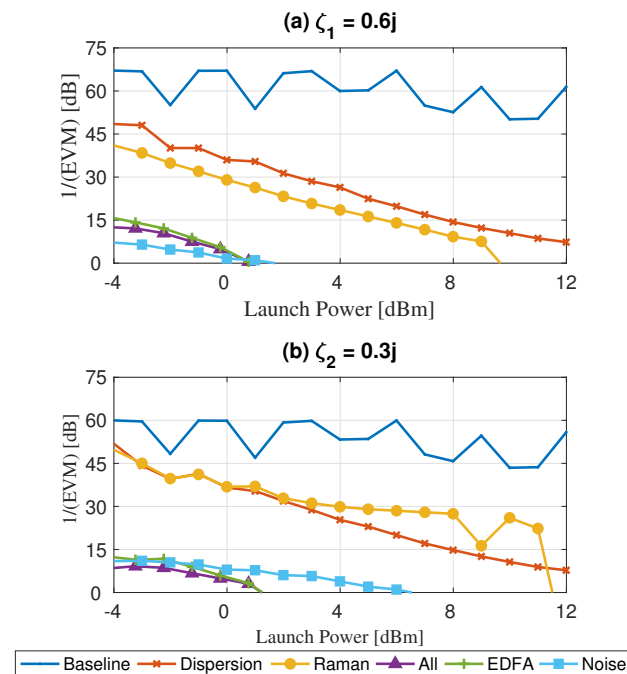 (a) ζ1 = 0.6j
75
60
45
30
15
0
1/(EVM) [dB]
-4 0 4 8 12
Launch Power [dBm]
(b) ζ2 = 0.3j
75
60
45
30
15
0
1/(EVM) [dB]
-4 0 4 8 12
Launch Power [dBm]
Baseline Dispersion Raman All EDFA Noise